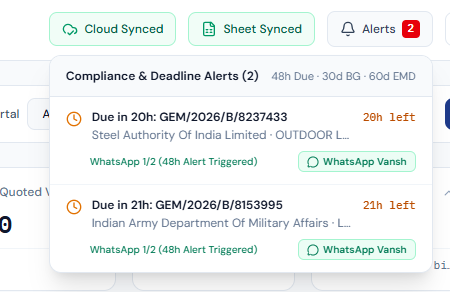 Cloud Synced
Sheet Synced
Alerts 2
Compliance & Deadline Alerts (2) 48h Due · 30d BG · 60d EMD
rtal
Due in 20h: GEM/2026/B/8237433 20h left
Steel Authority Of India Limited · OUTDOOR L...
WhatsApp 1/2 (48h Alert Triggered) WhatsApp Vansh
Quoted
0
Due in 21h: GEM/2026/B/8153995 21h left
Indian Army Department Of Military Affairs · L...
WhatsApp 1/2 (48h Alert Triggered) WhatsApp Vansh
bi